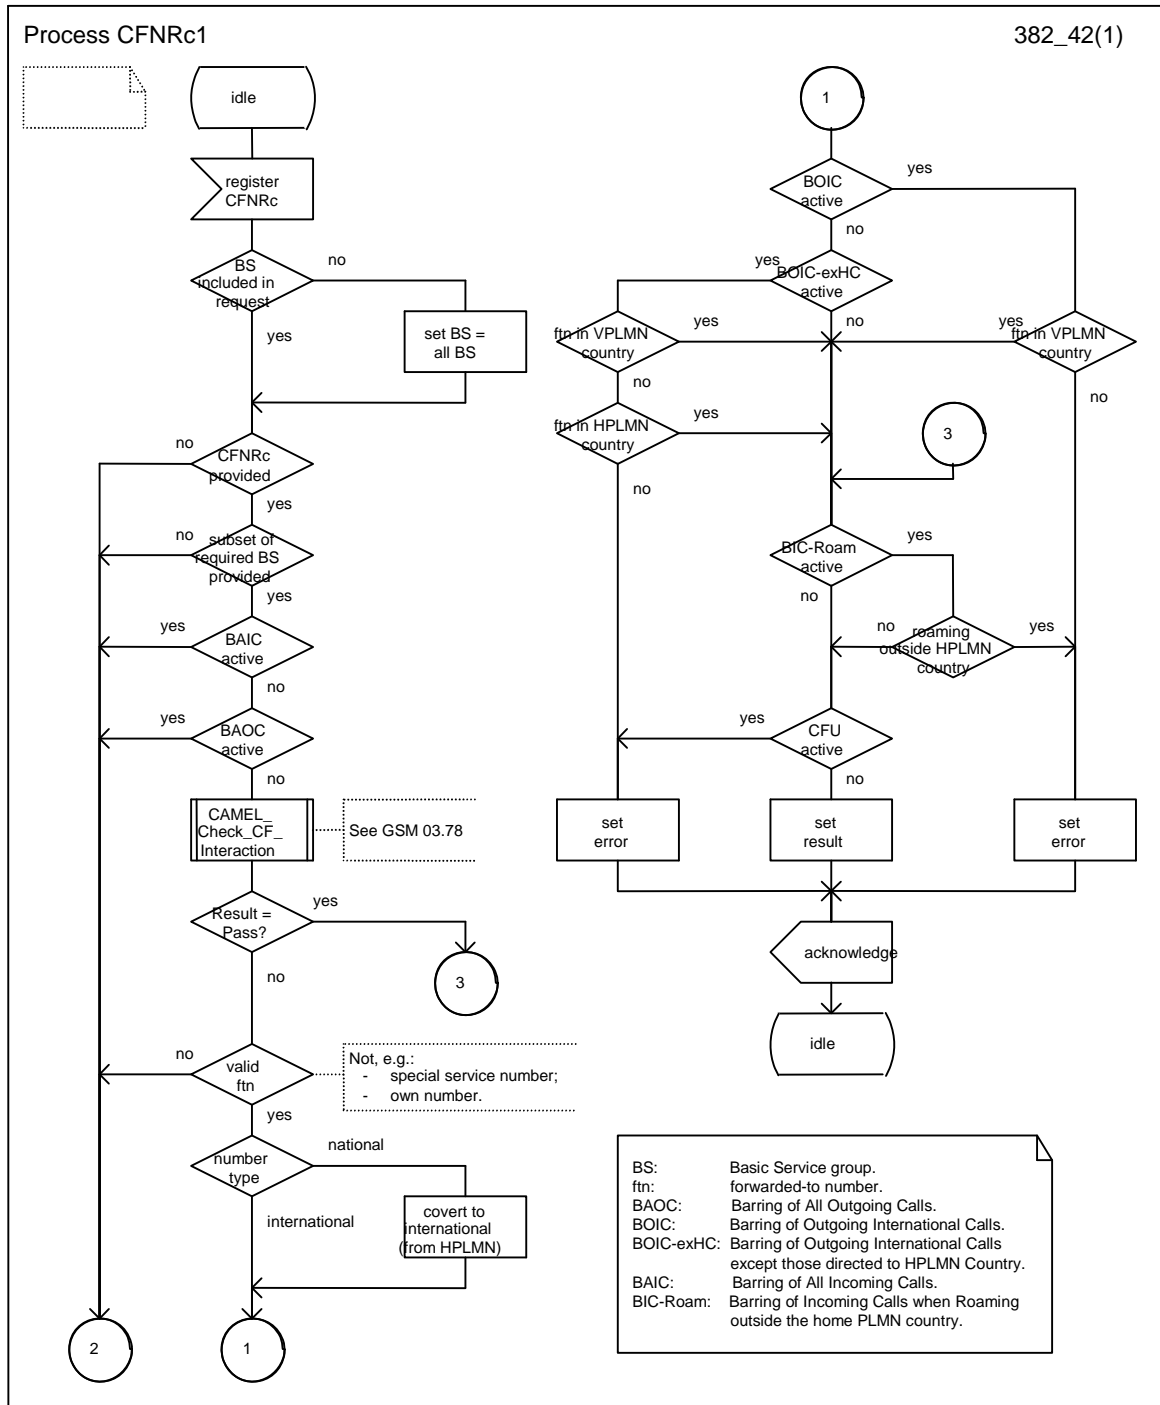 Process CFNRc1
382_42(1)
idle
register
CFNRc
BS
included in
request
no
yes
set BS =
all BS
no
CFNRc
provided
yes
no
subset of
required BS
provided
yes
yes
BAIC
active
no
yes
BAOC
active
no
CAMEL_
Check_CF_
Interaction
See GSM 03.78
Result =
Pass?
yes
no
3
no
valid
ftn
Not, e.g.:
- special service number;
- own number.
yes
number
type
national
international
covert to
international
(from HPLMN)
2
1
1
BOIC
active
yes
no
yes
BOIC-exHC
active
no
ftn in VPLMN
country
yes
yes
ftn in VPLMN
country
no
no
ftn in HPLMN
country
yes
3
no
BIC-Roam
active
yes
no
no
roaming
outside HPLMN
country
yes
yes
CFU
active
no
set
error
set
result
set
error
acknowledge
idle
BS: Basic Service group.
ftn: forwarded-to number.
BAOC: Barring of All Outgoing Calls.
BOIC: Barring of Outgoing International Calls.
BOIC-exHC: Barring of Outgoing International Calls
except those directed to HPLMN Country.
BAIC: Barring of All Incoming Calls.
BIC-Roam: Barring of Incoming Calls when Roaming
outside the home PLMN country.